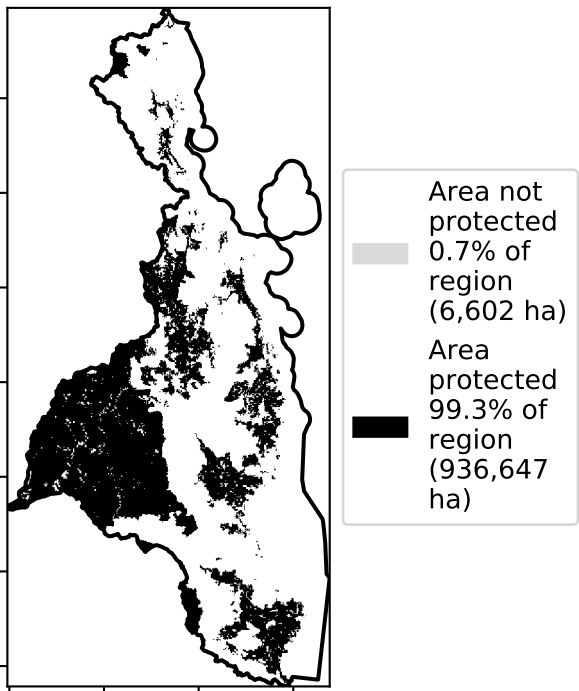 Area not
protected
0.7% of
region
(6,602 ha)
Area
protected
99.3% of
region
(936,647
ha)